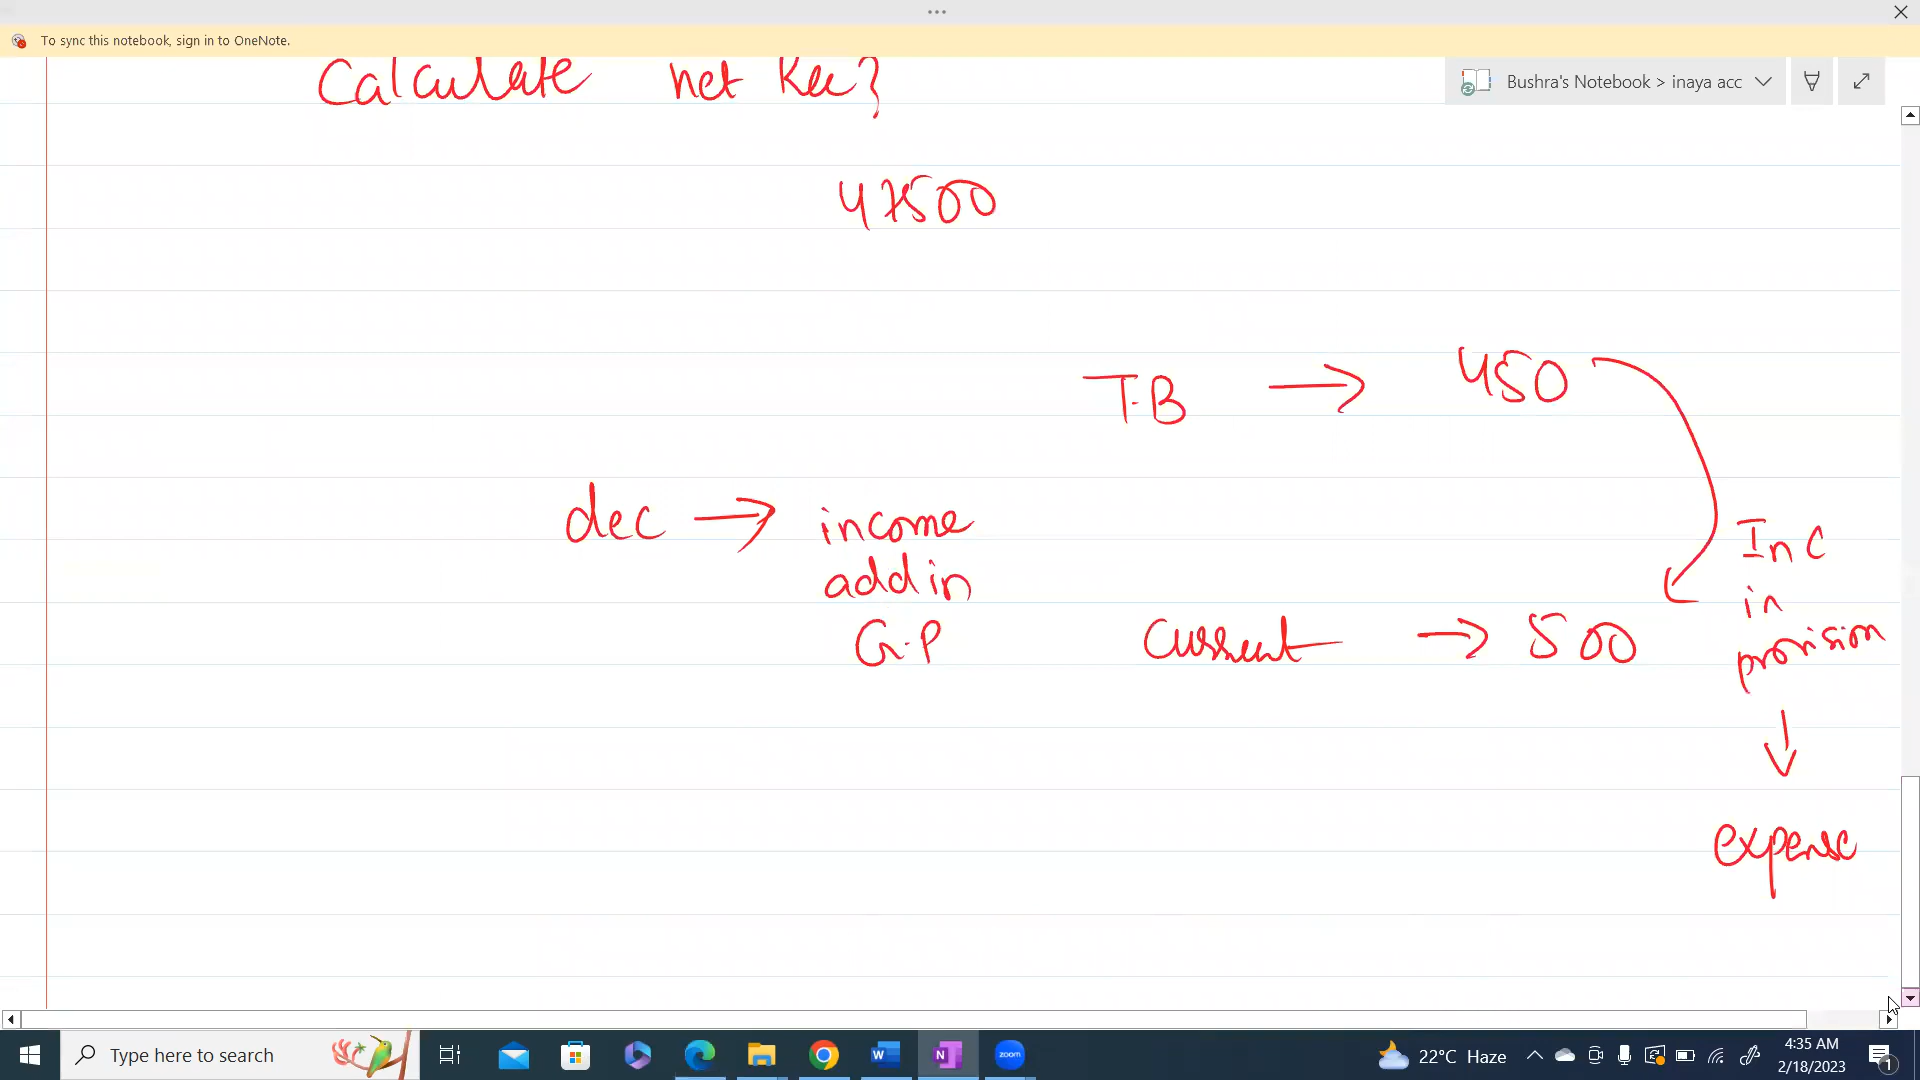 To sync this notebook, sign in to OneNote.
Bushra's Notebook > inaya acc
Calculate net Rec?
47500
T.B → 450
dec → income
add in
G.P
Current → 500
Inc
in
provision
↓
expense
Type here to search
zoom
22°C Haze
4:35 AM
2/18/2023
1